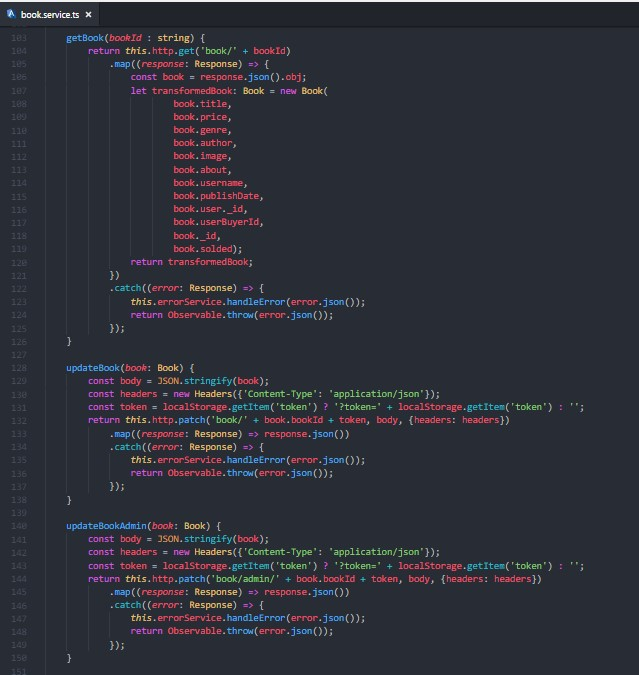 book.service.ts ×
103 getBook(bookId : string) {
104 return this.http.get('book/' + bookId)
105 .map((response: Response) => {
106 const book = response.json().obj;
107 let transformedBook: Book = new Book(
108 book.title,
109 book.price,
110 book.genre,
111 book.author,
112 book.image,
113 book.about,
114 book.username,
115 book.publishDate,
116 book.user._id,
117 book.userBuyerId,
118 book._id,
119 book.solded);
120 return transformedBook;
121 })
122 .catch((error: Response) => {
123 this.errorService.handleError(error.json());
124 return Observable.throw(error.json());
125 });
126 }
127
128 updateBook(book: Book) {
129 const body = JSON.stringify(book);
130 const headers = new Headers({'Content-Type': 'application/json'});
131 const token = localStorage.getItem('token') ? '?token=' + localStorage.getItem('token') : '';
132 return this.http.patch('book/' + book.bookId + token, body, {headers: headers})
133 .map((response: Response) => response.json())
134 .catch((error: Response) => {
135 this.errorService.handleError(error.json());
136 return Observable.throw(error.json());
137 });
138 }
139
140 updateBookAdmin(book: Book) {
141 const body = JSON.stringify(book);
142 const headers = new Headers({'Content-Type': 'application/json'});
143 const token = localStorage.getItem('token') ? '?token=' + localStorage.getItem('token') : '';
144 return this.http.patch('book/admin/' + book.bookId + token, body, {headers: headers})
145 .map((response: Response) => response.json())
146 .catch((error: Response) => {
147 this.errorService.handleError(error.json());
148 return Observable.throw(error.json());
149 });
150 }
151